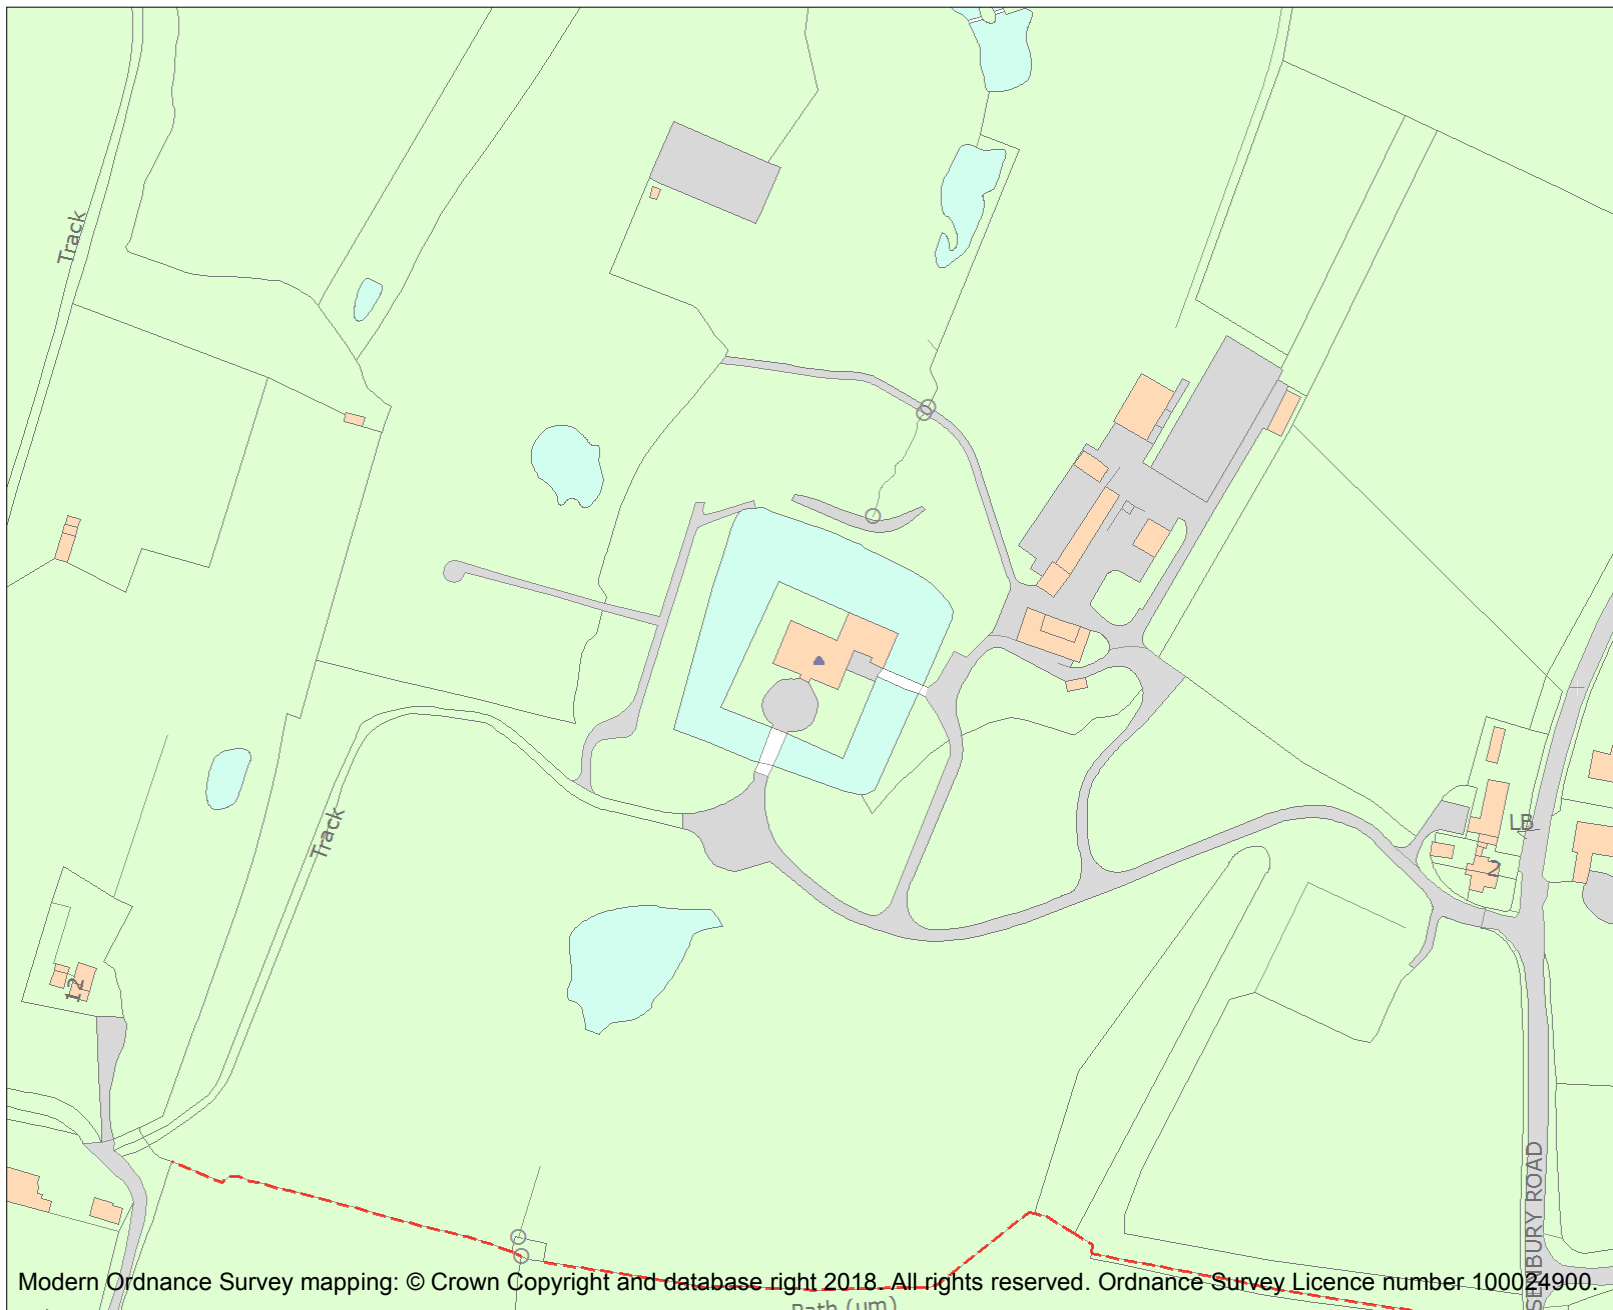 Track
Track
LB
2
12
SENBURY ROAD
Modern Ordnance Survey mapping: © Crown Copyright and database right 2018. All rights reserved. Ordnance Survey Licence number 100024900.
Path (um)